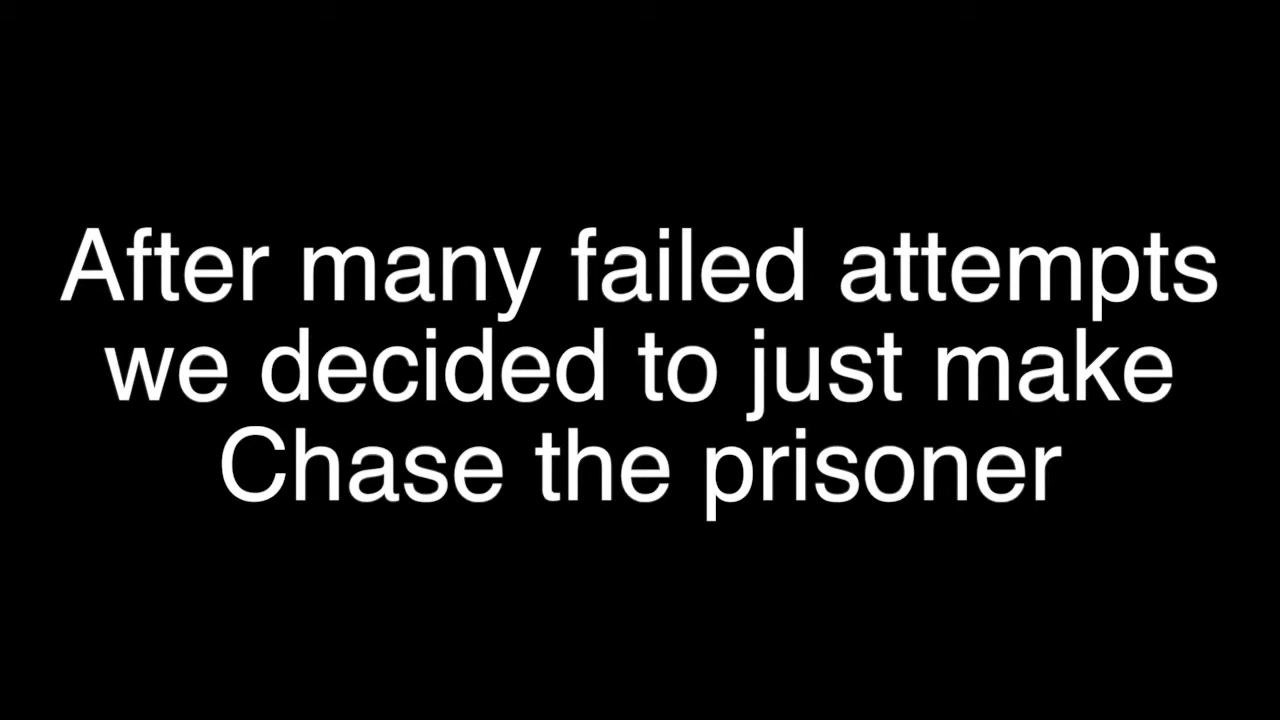 After many failed attempts
we decided to just make
Chase the prisoner